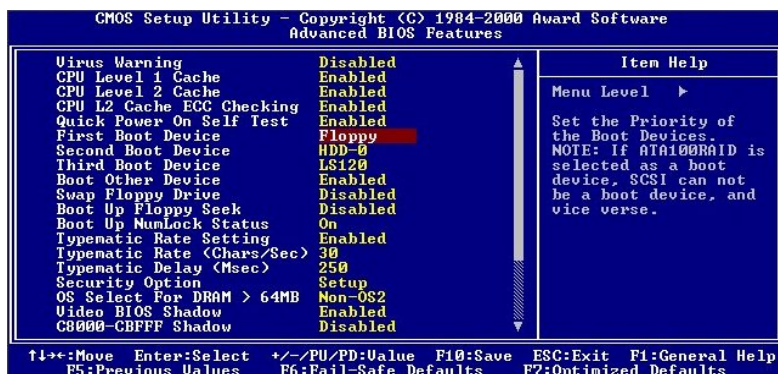 CMOS Setup Utility - Copyright (C) 1984-2000 Award Software
Advanced BIOS Features
Virus Warning Disabled
CPU Level 1 Cache Enabled
CPU Level 2 Cache Enabled
CPU L2 Cache ECC Checking Enabled
Quick Power On Self Test Enabled
First Boot Device Floppy
Second Boot Device HDD-0
Third Boot Device LS120
Boot Other Device Enabled
Swap Floppy Drive Disabled
Boot Up Floppy Seek Disabled
Boot Up NumLock Status On
Typematic Rate Setting Enabled
Typematic Rate (Chars/Sec) 30
Typematic Delay (Msec) 250
Security Option Setup
OS Select For DRAM > 64MB Non-OS2
Video BIOS Shadow Enabled
C8000-CBFFF Shadow Disabled
Item Help
Menu Level ▶
Set the Priority of
the Boot Devices.
NOTE: If ATA100RAID is
selected as a boot
device, SCSI can not
be a boot device, and
vice verse.
↑↓→←:Move Enter:Select +/-/PU/PD:Value F10:Save ESC:Exit F1:General Help
F5:Previous Values F6:Fail-Safe Defaults F7:Optimized Defaults